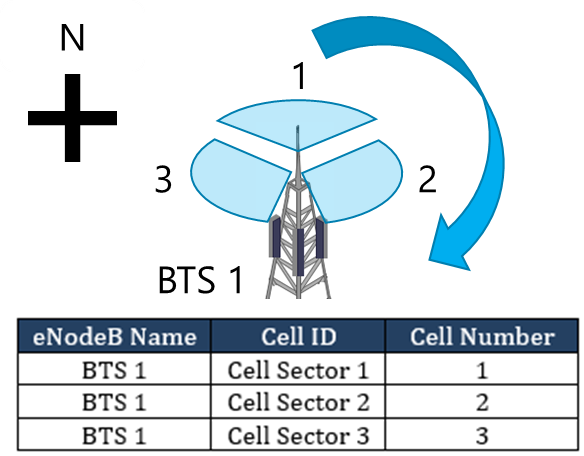 N
1
3
2
BTS 1
eNodeB Name Cell ID Cell Number
BTS 1 Cell Sector 1 1
BTS 1 Cell Sector 2 2
BTS 1 Cell Sector 3 3